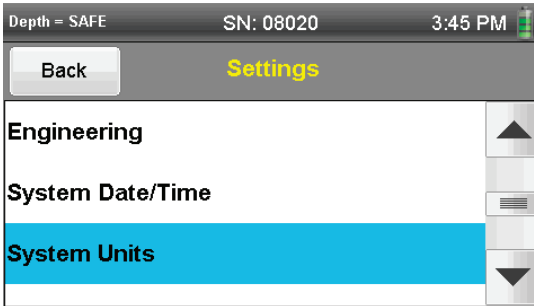 Depth = SAFE SN: 08020 3:45 PM
Back Settings
Engineering
System Date/Time
System Units